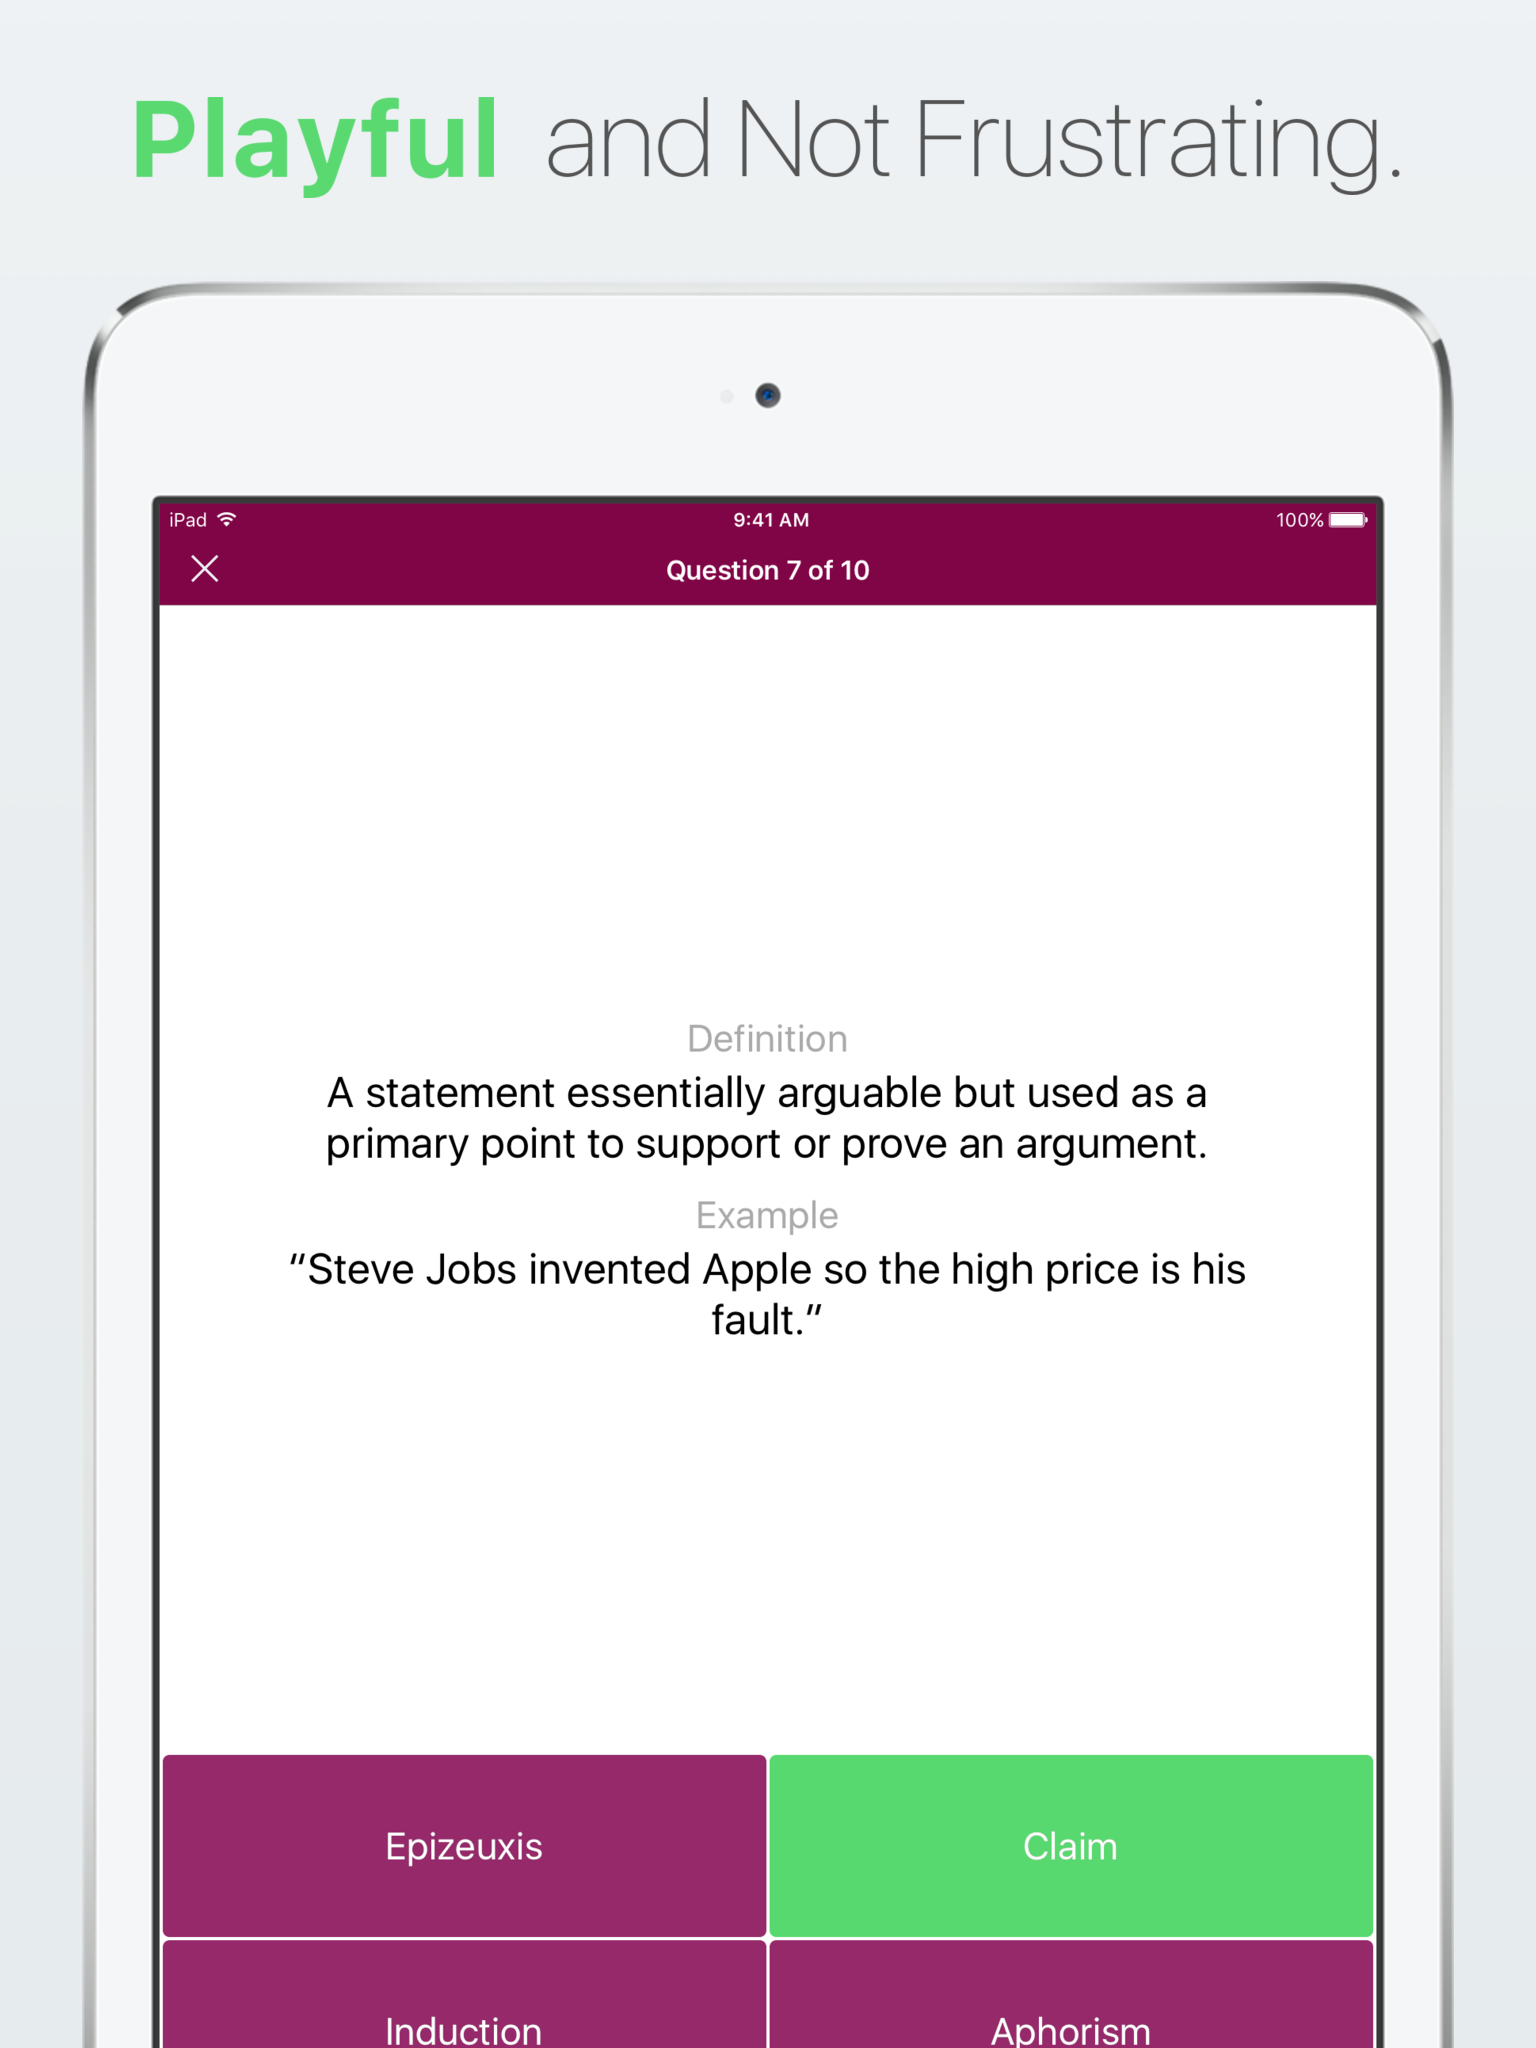 Playful and Not Frustrating.
iPad 9:41 AM 100%
Question 7 of 10
Definition
A statement essentially arguable but used as a
primary point to support or prove an argument.
Example
“Steve Jobs invented Apple so the high price is his
fault.”
Epizeuxis Claim
Induction Aphorism